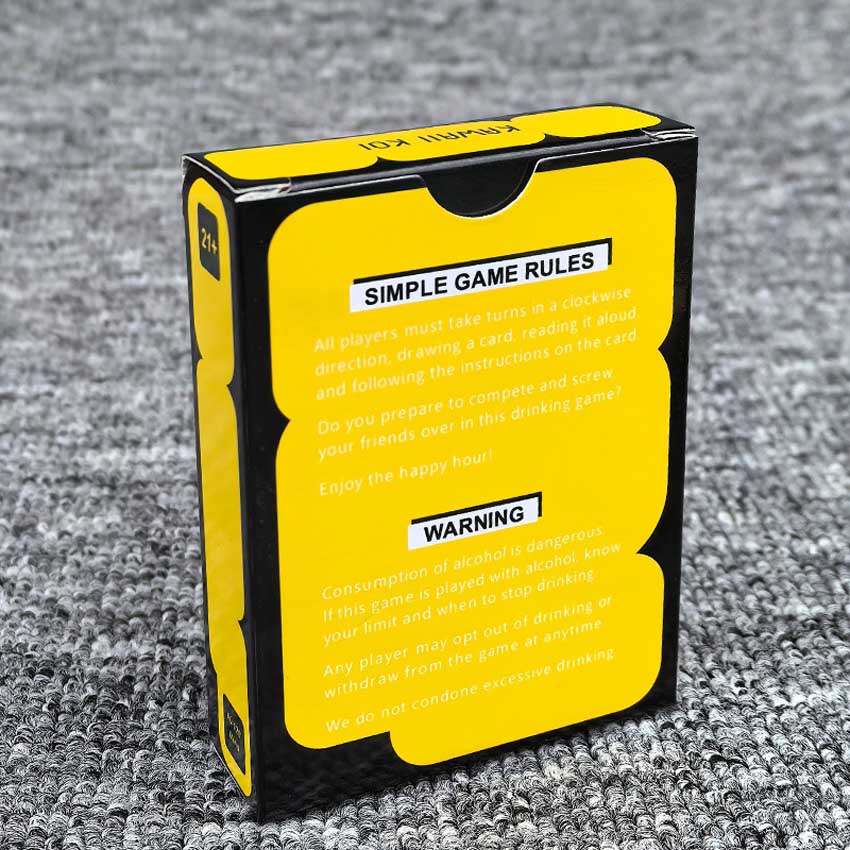 KAWAII KOI
21+
SIMPLE GAME RULES
All players must take turns in a clockwise
direction, drawing a card, reading it aloud,
and following the instructions on the card.
Do you prepare to compete and screw
your friends over in this drinking game?
Enjoy the happy hour!
WARNING
Consumption of alcohol is dangerous.
If this game is played with alcohol, know
your limit and when to stop drinking.
Any player may opt out of drinking or
withdraw from the game at anytime
We do not condone excessive drinking.